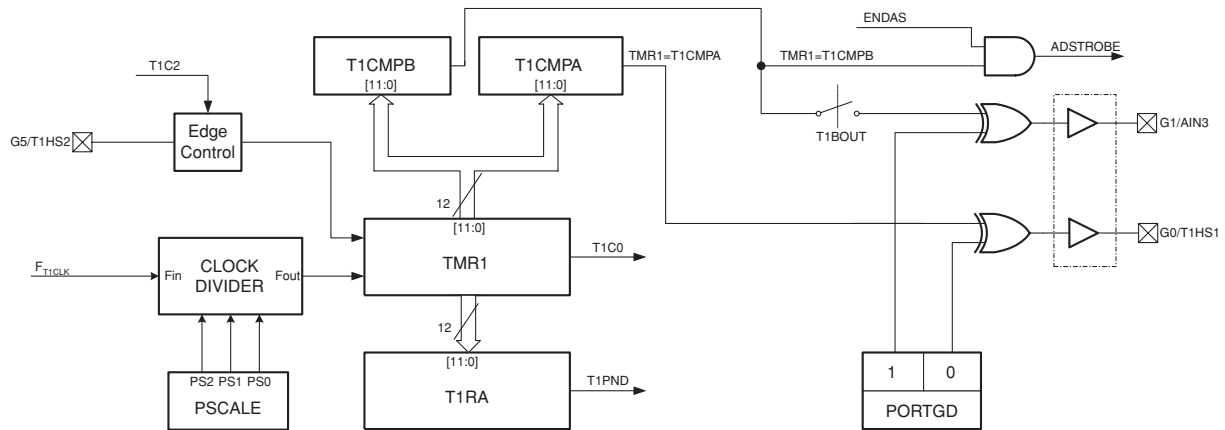 ENDAS
ADSTROBE
T1C2
T1CMPB
[11:0]
T1CMPA
[11:0]
TMR1=T1CMPA
TMR1=T1CMPB
G5/T1HS2
Edge
Control
T1BOUT
G1/AIN3
12
[11:0]
TMR1
T1C0
G0/T1HS1
FT1CLK
Fin
CLOCK
DIVIDER
Fout
12
[11:0]
T1RA
T1PND
PS2 PS1 PS0
PSCALE
1 0
PORTGD